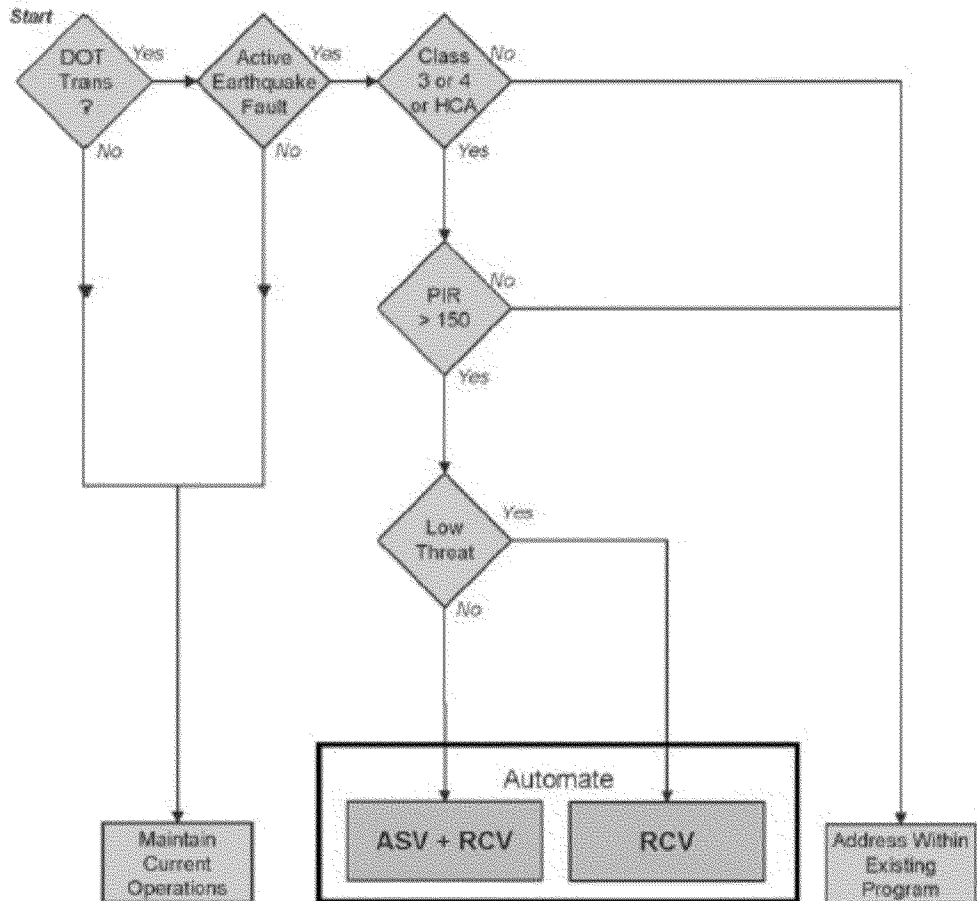 Start
DOT
Trans
?
Yes
No
Active
Earthquake
Fault
Yes
No
Class
3 or 4
or HCA
No
Yes
PIR
> 150
No
Yes
Low
Threat
Yes
No
Automate
ASV + RCV
RCV
Maintain
Current
Operations
Address Within
Existing
Program